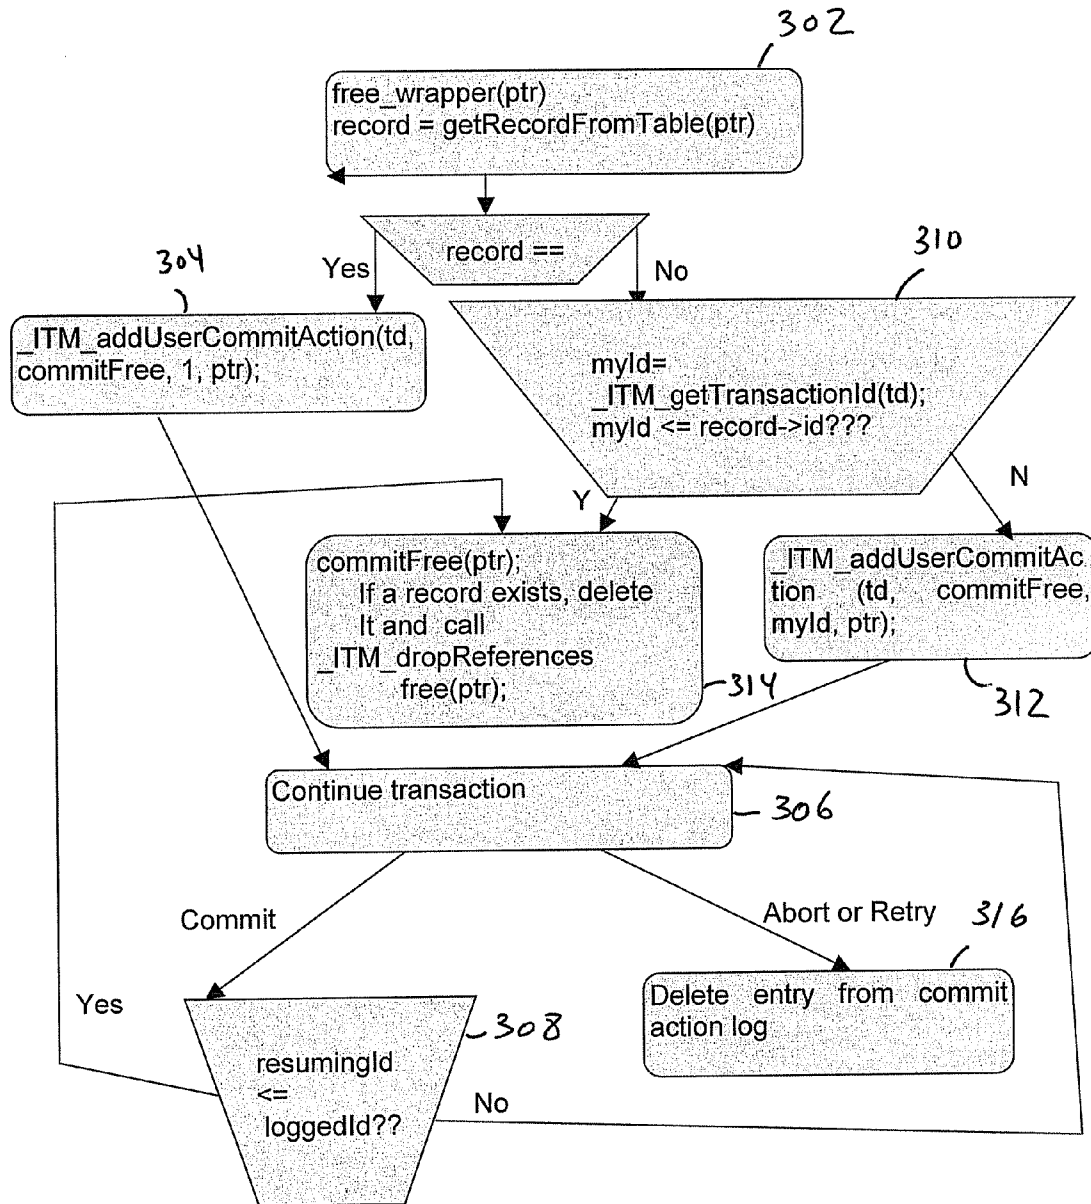 302
free_wrapper(ptr)
record = getRecordFromTable(ptr)
record ==
Yes
No
304
310
_ITM_addUserCommitAction(td,
commitFree, 1, ptr);
myId=
_ITM_getTransactionId(td);
myId <= record->id???
Y
N
commitFree(ptr);
If a record exists, delete
It and call
_ITM_dropReferences
free(ptr);
314
_ITM_addUserCommitAc
tion (td, commitFree,
myId, ptr);
312
Continue transaction
306
Commit
Abort or Retry
316
Delete entry from commit
action log
Yes
308
resumingId
<=
loggedId??
No